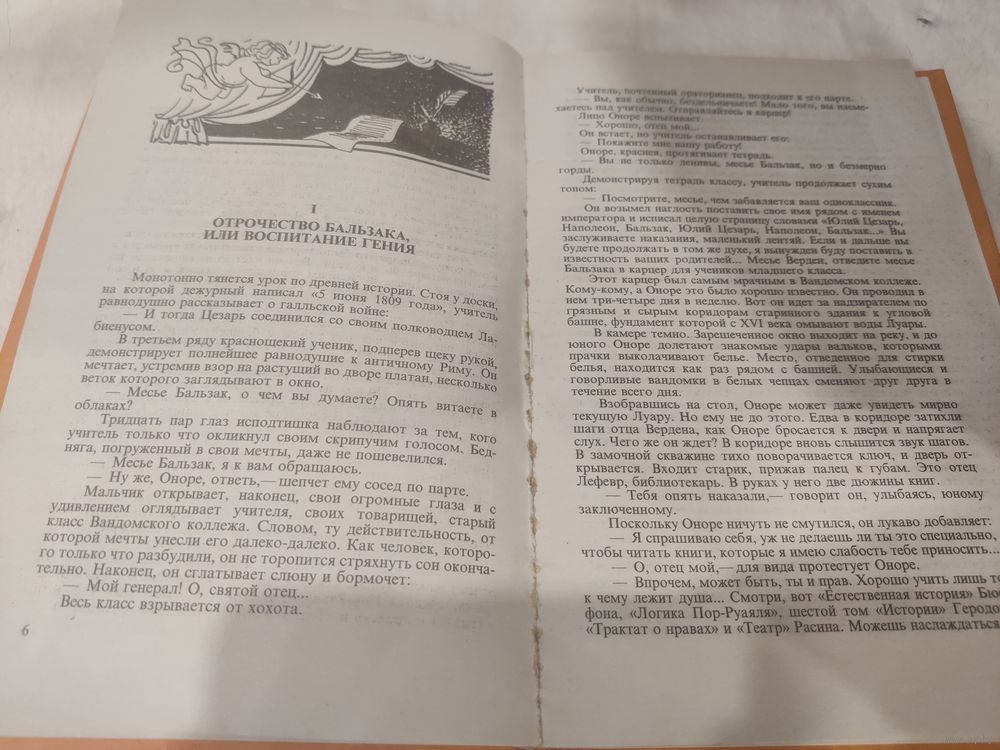 I
ОТРОЧЕСТВО БАЛЬЗАКА,
ИЛИ ВОСПИТАНИЕ ГЕНИЯ
Монотонно тянется урок по древней истории. Стоя у доски,
на которой дежурный написал «5 июня 1809 года», учитель
равнодушно рассказывает о галльской войне:
— И тогда Цезарь соединился со своим полководцем Ла-
биенусом.
В третьем ряду краснощекий ученик, подперев щеку рукой,
демонстрирует полнейшее равнодушие к античному Риму. Он
мечтает, устремив взор на растущий во дворе платан, несколько
веток которого заглядывают в окно.
— Месье Бальзак, о чем вы думаете? Опять витаете в
облаках?
Тридцать пар глаз исподтишка наблюдают за тем, кого
учитель только что окликнул своим скрипучим голосом. Бед-
няга, погруженный в свои мечты, даже не пошевелился.
— Месье Бальзак, я к вам обращаюсь.
— Ну же, Оноре, ответь,— шепчет ему сосед по парте.
Мальчик открывает, наконец, свои огромные глаза и с
удивлением оглядывает учителя, своих товарищей, старый
класс Вандомского коллежа. Словом, ту действительность, от
которой мечты унесли его далеко-далеко. Как человек, которо-
го только что разбудили, он не торопится стряхнуть сон оконча-
тельно. Наконец, он сглатывает слюну и бормочет:
— Мой генерал! О, святой отец...
Весь класс взрывается от хохота.
6
Учитель, почтенный ораторианец, подходит к его парте.
— Вы, как обычно, бездельничаете! Мало того, вы насме-
хаетесь над учителем. Отправляйтесь в карцер!
Лицо Оноре вспыхивает.
— Хорошо, отец мой...
Он встает, но учитель останавливает его:
— Покажите мне вашу работу!
Оноре, краснея, протягивает тетрадь.
— Вы не только ленивы, месье Бальзак, но и безмерно
горды.
Демонстрируя тетрадь классу, учитель продолжает сухим
тоном:
— Посмотрите, месье, чем забавляется ваш одноклассник.
Он возымел наглость поставить свое имя рядом с именем
императора и исписал целую страницу словами «Юлий Цезарь,
Наполеон, Бальзак, Юлий Цезарь, Наполеон, Бальзак...» Вы
заслуживаете наказания, маленький лентяй. Если и дальше вы
будете продолжать в том же духе, я вынужден буду поставить в
известность ваших родителей... Месье Верден, отведите месье
Бальзака в карцер для учеников младшего класса.
Этот карцер был самым мрачным в Вандомском коллеже.
Кому-кому, а Оноре это было хорошо известно. Он проводил в
нем три-четыре дня в неделю. Вот он идет за надзирателем по
грязным и сырым коридорам старинного здания к угловой
башне, фундамент которой с XVI века омывают воды Луары.
В камере темно. Зарешеченное окно выходит на реку, и до
юного Оноре долетают знакомые удары вальков, которыми
прачки выколачивают белье. Место, отведенное для стирки
белья, находится как раз рядом с башней. Улыбающиеся и
говорливые вандомки в белых чепцах сменяют друг друга в
течение всего дня.
Взобравшись на стол, Оноре может даже увидеть мирно
текущую Луару. Но ему не до этого. Едва в коридоре затихли
шаги отца Вердена, как Оноре бросается к двери и напрягает
слух. Чего же он ждет? В коридоре вновь слышится звук шагов.
В замочной скважине тихо поворачивается ключ, и дверь от-
крывается. Входит старик, прижав палец к губам. Это отец
Лефевр, библиотекарь. В руках у него две дюжины книг.
— Тебя опять наказали,— говорит он, улыбаясь, юному
заключенному.
Поскольку Оноре ничуть не смутился, он лукаво добавляет:
— Я спрашиваю себя, уж не делаешь ли ты это специально,
чтобы читать книги, которые я имею слабость тебе приносить...
— О, отец мой,— для вида протестует Оноре.
— Впрочем, может быть, ты и прав. Хорошо учить лишь то
к чему лежит душа... Смотри, вот «Естественная история» Бюф
фона, «Логика Пор-Руаяля», шестой том «Истории» Геродо
«Трактат о нравах» и «Театр» Расина. Можешь наслаждаться